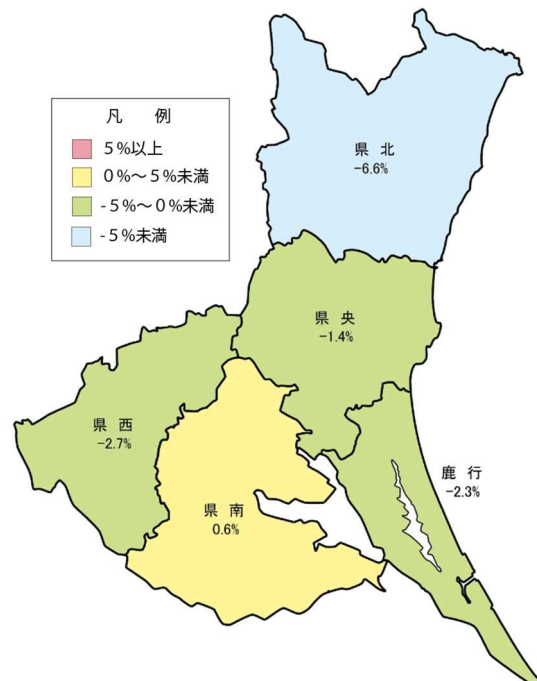 凡　例
５%以上
０%～５%未満
-５%～０%未満
-５%未満
県 北
-6.6%
県 央
-1.4%
県 西
-2.7%
鹿 行
-2.3%
県 南
0.6%